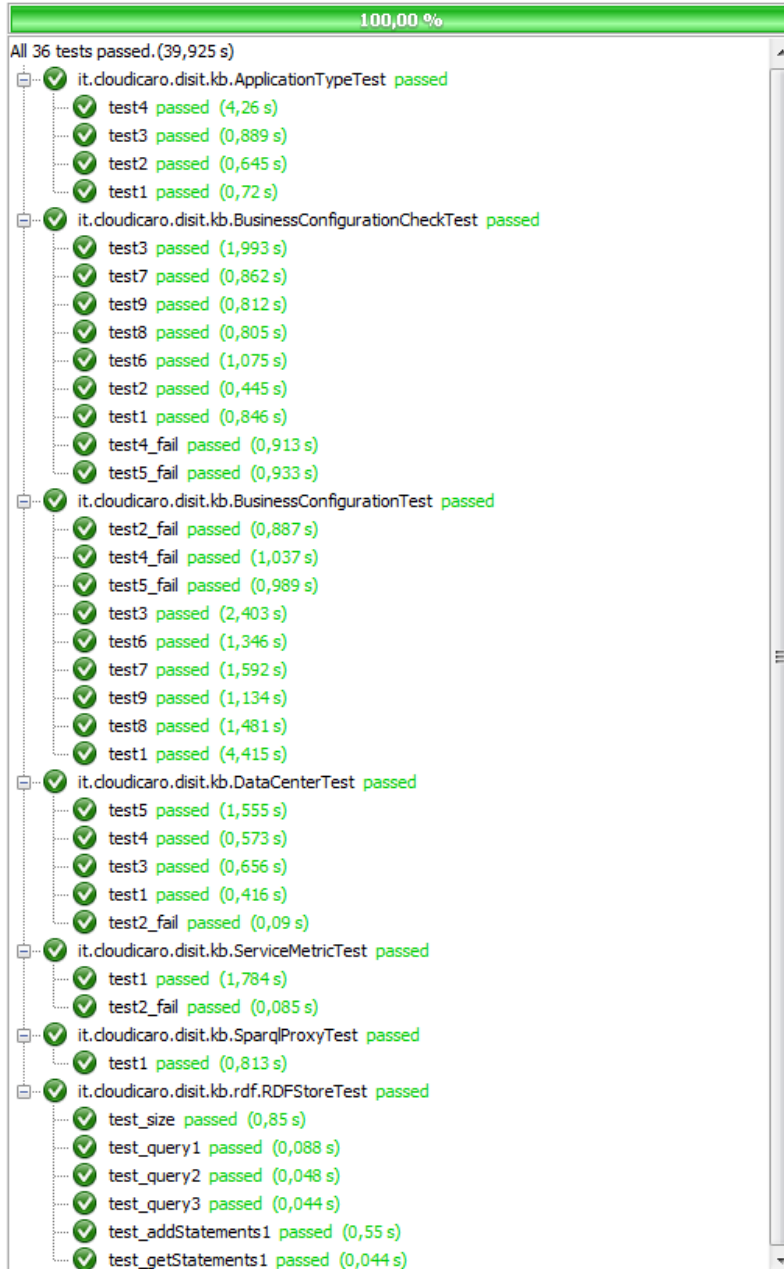 100,00 %
All 36 tests passed.(39,925 s)
it.cloudicaro.disit.kb.ApplicationTypeTest passed
test4 passed (4,26 s)
test3 passed (0,889 s)
test2 passed (0,645 s)
test1 passed (0,72 s)
it.cloudicaro.disit.kb.BusinessConfigurationCheckTest passed
test3 passed (1,993 s)
test7 passed (0,862 s)
test9 passed (0,812 s)
test8 passed (0,805 s)
test6 passed (1,075 s)
test2 passed (0,445 s)
test1 passed (0,846 s)
test4_fail passed (0,913 s)
test5_fail passed (0,933 s)
it.cloudicaro.disit.kb.BusinessConfigurationTest passed
test2_fail passed (0,887 s)
test4_fail passed (1,037 s)
test5_fail passed (0,989 s)
test3 passed (2,403 s)
test6 passed (1,346 s)
test7 passed (1,592 s)
test9 passed (1,134 s)
test8 passed (1,481 s)
test1 passed (4,415 s)
it.cloudicaro.disit.kb.DataCenterTest passed
test5 passed (1,555 s)
test4 passed (0,573 s)
test3 passed (0,656 s)
test1 passed (0,416 s)
test2_fail passed (0,09 s)
it.cloudicaro.disit.kb.ServiceMetricTest passed
test1 passed (1,784 s)
test2_fail passed (0,085 s)
it.cloudicaro.disit.kb.SparqlProxyTest passed
test1 passed (0,813 s)
it.cloudicaro.disit.kb.rdf.RDFStoreTest passed
test_size passed (0,85 s)
test_query1 passed (0,088 s)
test_query2 passed (0,048 s)
test_query3 passed (0,044 s)
test_addStatements1 passed (0,55 s)
test_getStatements1 passed (0,044 s)